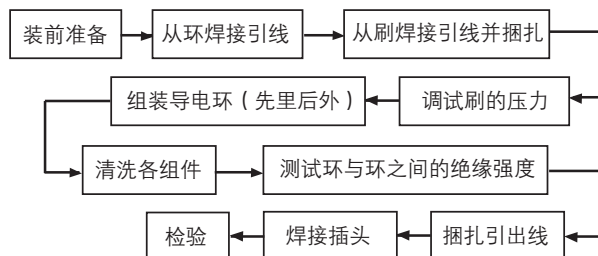 装前准备
从环焊接引线
从刷焊接引线并捆扎
调试刷的压力
组装导电环（先里后外）
清洗各组件
测试环与环之间的绝缘强度
捆扎引出线
焊接插头
检验